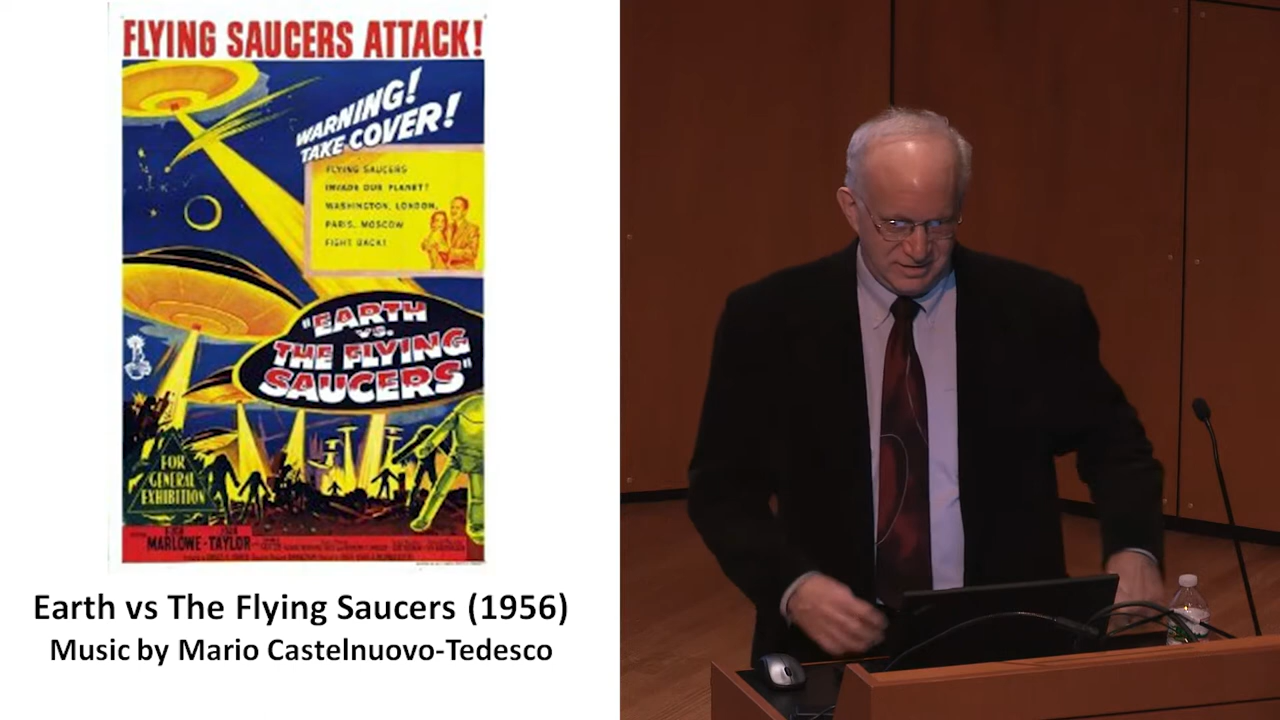 FLYING SAUCERS ATTACK!
WARNING!
TAKE COVER!
FLYING SAUCERS
INVADE OUR PLANET!
WASHINGTON, LONDON,
PARIS, MOSCOW
FIGHT BACK!
"EARTH
VS.
THE FLYING
SAUCERS"
FOR
GENERAL
EXHIBITION
MARLOWE - TAYLOR
Earth vs The Flying Saucers (1956)
Music by Mario Castelnuovo-Tedesco